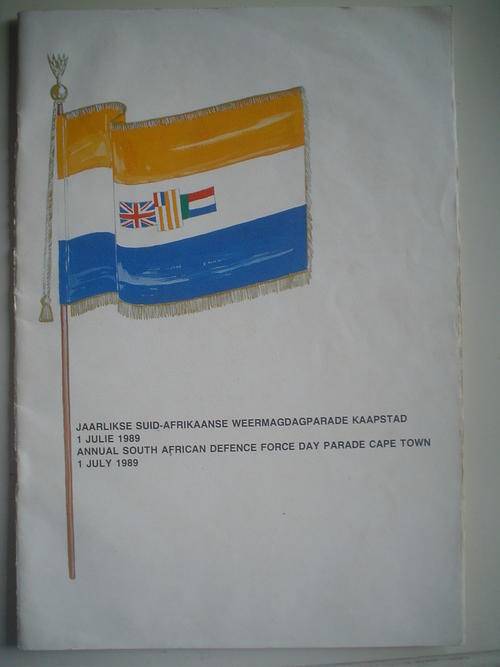 JAARLIKSE SUID-AFRIKAANSE WEERMAGDAGPARADE KAAPSTAD
1 JULIE 1989
ANNUAL SOUTH AFRICAN DEFENCE FORCE DAY PARADE CAPE TOWN
1 JULY 1989